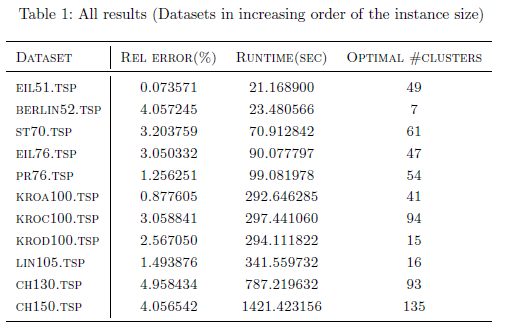 Table 1: All results (Datasets in increasing order of the instance size)
Dataset Rel error(%) Runtime(sec) Optimal #clusters
eil51.tsp 0.073571 21.168900 49
berlin52.tsp 4.057245 23.480566 7
st70.tsp 3.203759 70.912842 61
eil76.tsp 3.050332 90.077797 47
pr76.tsp 1.256251 99.081978 54
kroa100.tsp 0.877605 292.646285 41
kroc100.tsp 3.058841 297.441060 94
krod100.tsp 2.567050 294.111822 15
lin105.tsp 1.493876 341.559732 16
ch130.tsp 4.958434 787.219632 93
ch150.tsp 4.056542 1421.423156 135